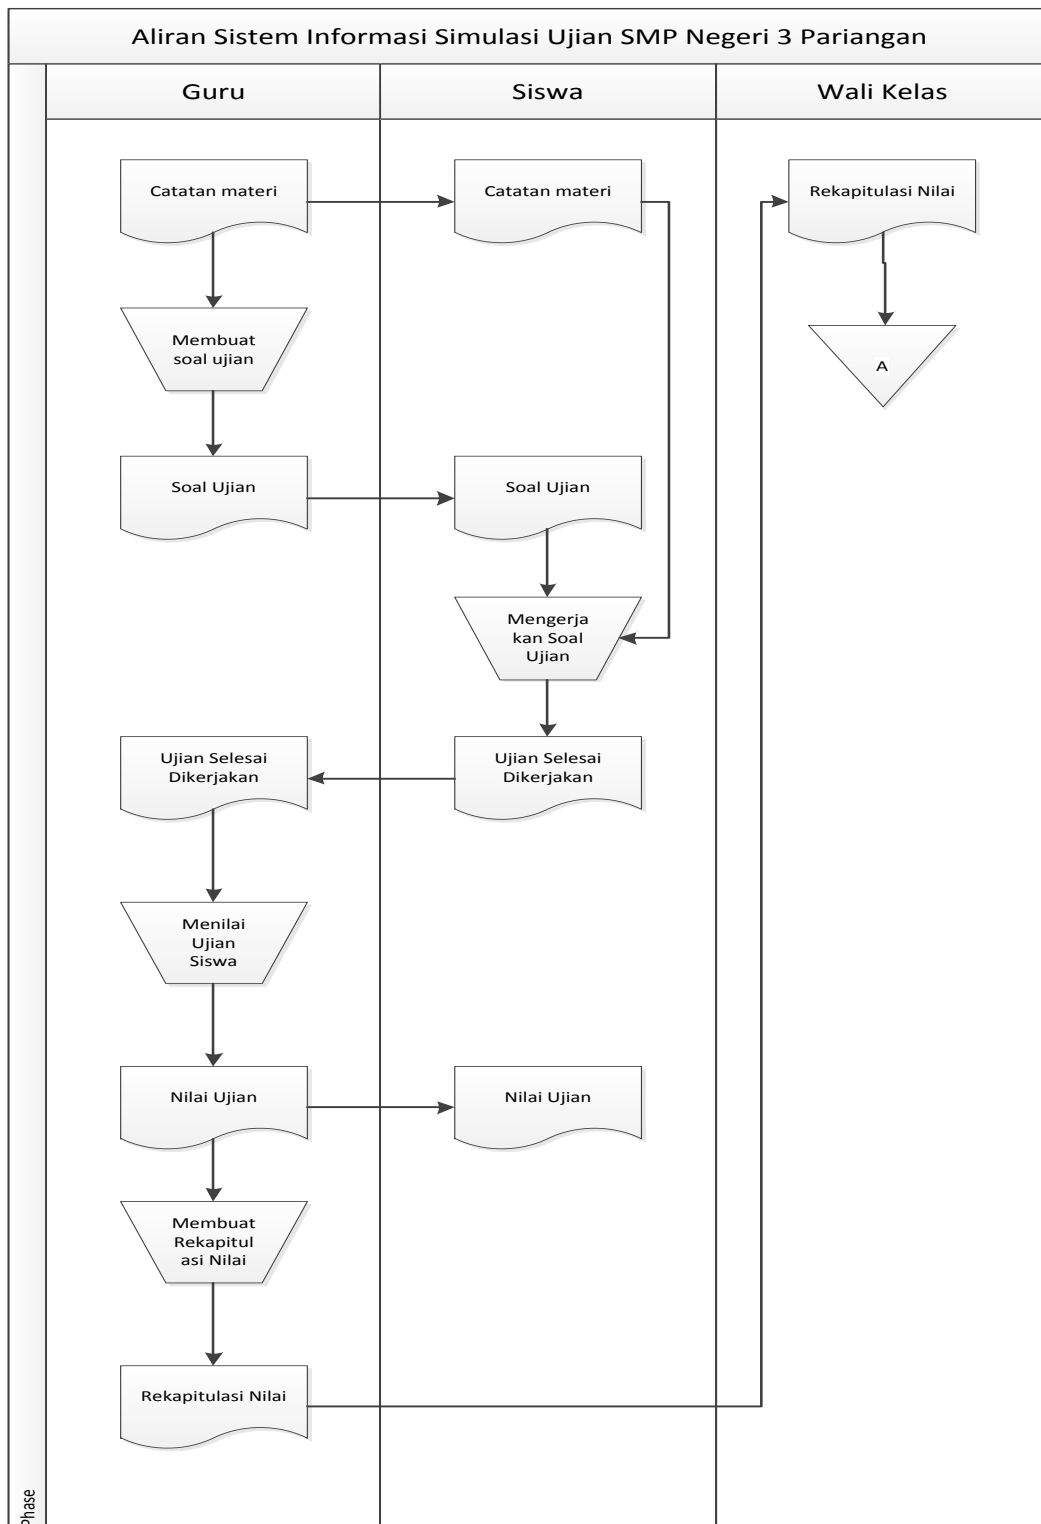 Aliran Sistem Informasi Simulasi Ujian SMP Negeri 3 Pariangan
Guru
Siswa
Wali Kelas
Catatan materi
Catatan materi
Rekapitulasi Nilai
Membuat
soal ujian
A
Soal Ujian
Soal Ujian
Mengerja
kan Soal
Ujian
Ujian Selesai
Dikerjakan
Ujian Selesai
Dikerjakan
Menilai
Ujian
Siswa
Nilai Ujian
Nilai Ujian
Membuat
Rekapitul
asi Nilai
Rekapitulasi Nilai
Phase